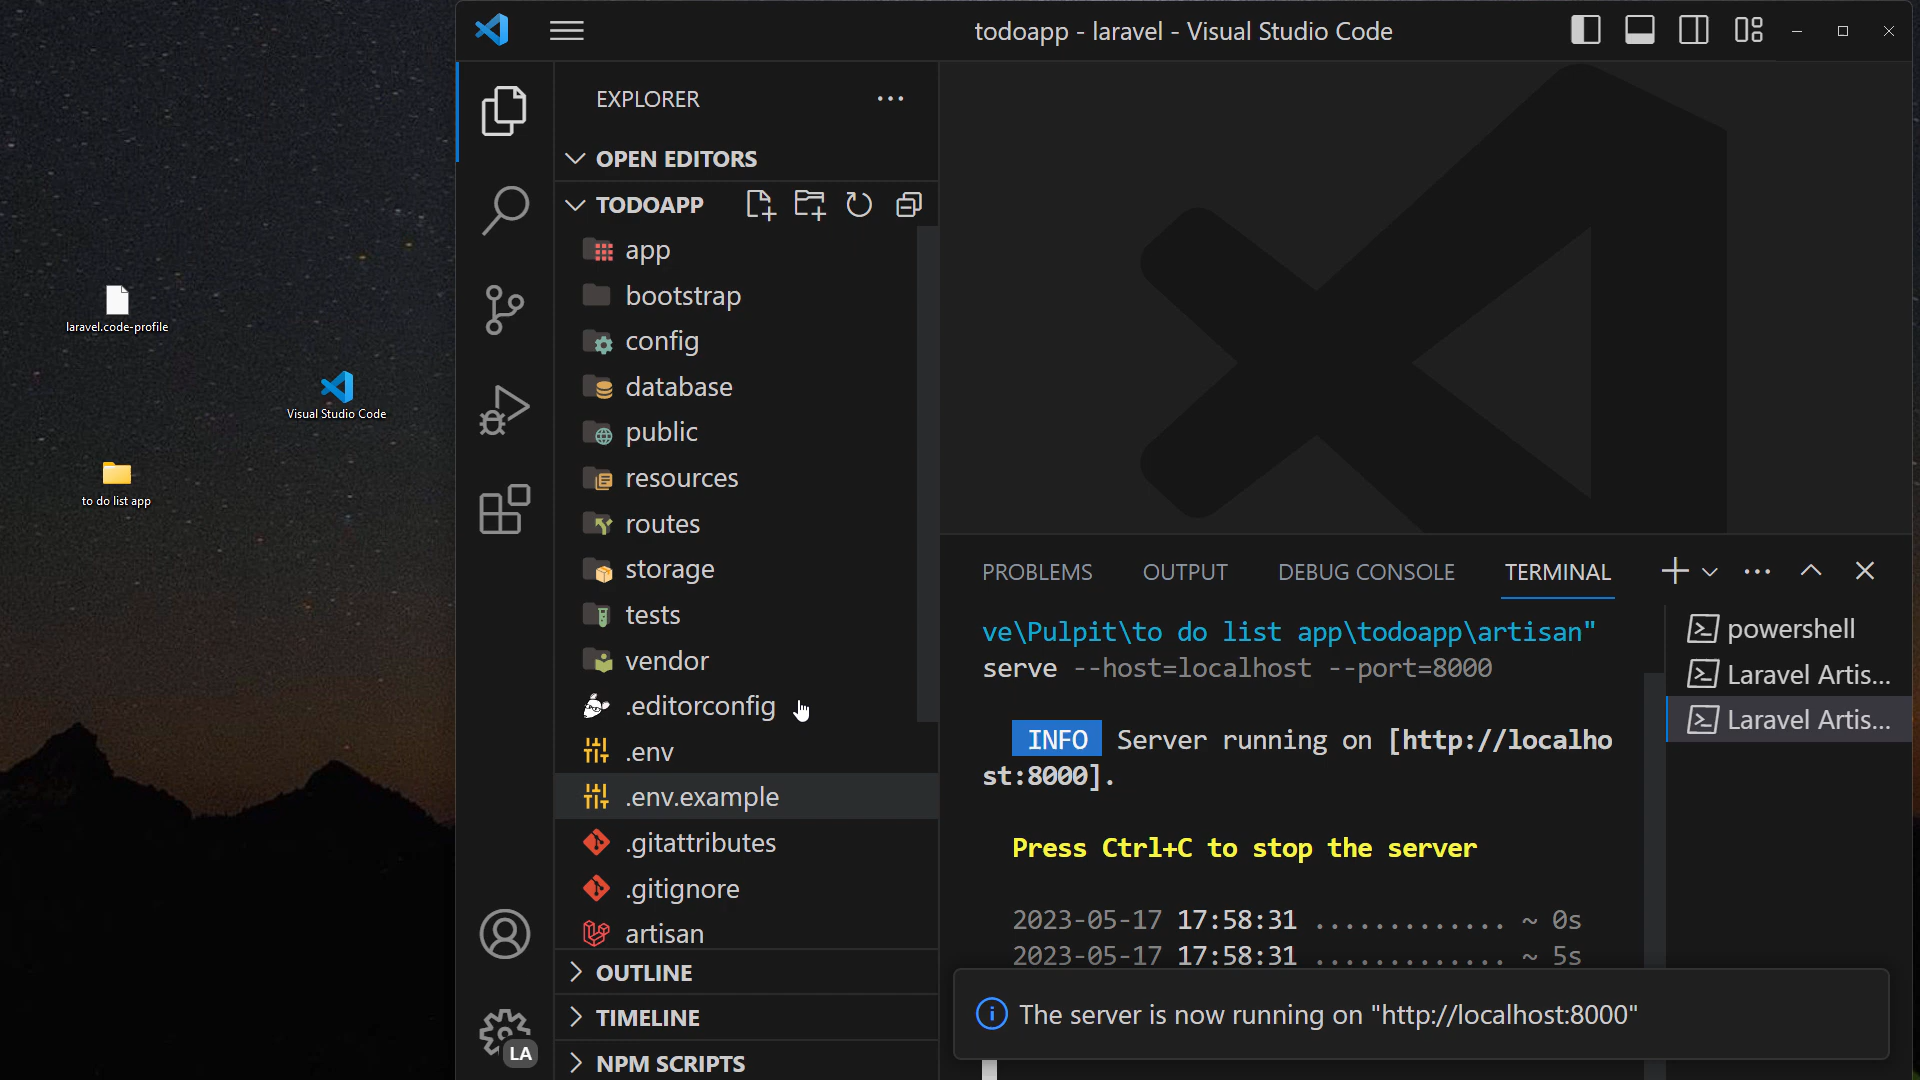 todoapp - laravel - Visual Studio Code
laravel.code-profile
Visual Studio Code
to do list app
EXPLORER
OPEN EDITORS
TODOAPP
app
bootstrap
config
database
public
resources
routes
storage
tests
vendor
.editorconfig
.env
.env.example
.gitattributes
.gitignore
artisan
OUTLINE
TIMELINE
NPM SCRIPTS
LA
PROBLEMS OUTPUT DEBUG CONSOLE TERMINAL
ve\Pulpit\to do list app\todoapp\artisan"
serve --host=localhost --port=8000
INFO Server running on [http://localho
st:8000].
Press Ctrl+C to stop the server
2023-05-17 17:58:31 ............. ~ 0s
2023-05-17 17:58:31 ............. ~ 5s
powershell
Laravel Artis...
Laravel Artis...
The server is now running on "http://localhost:8000"